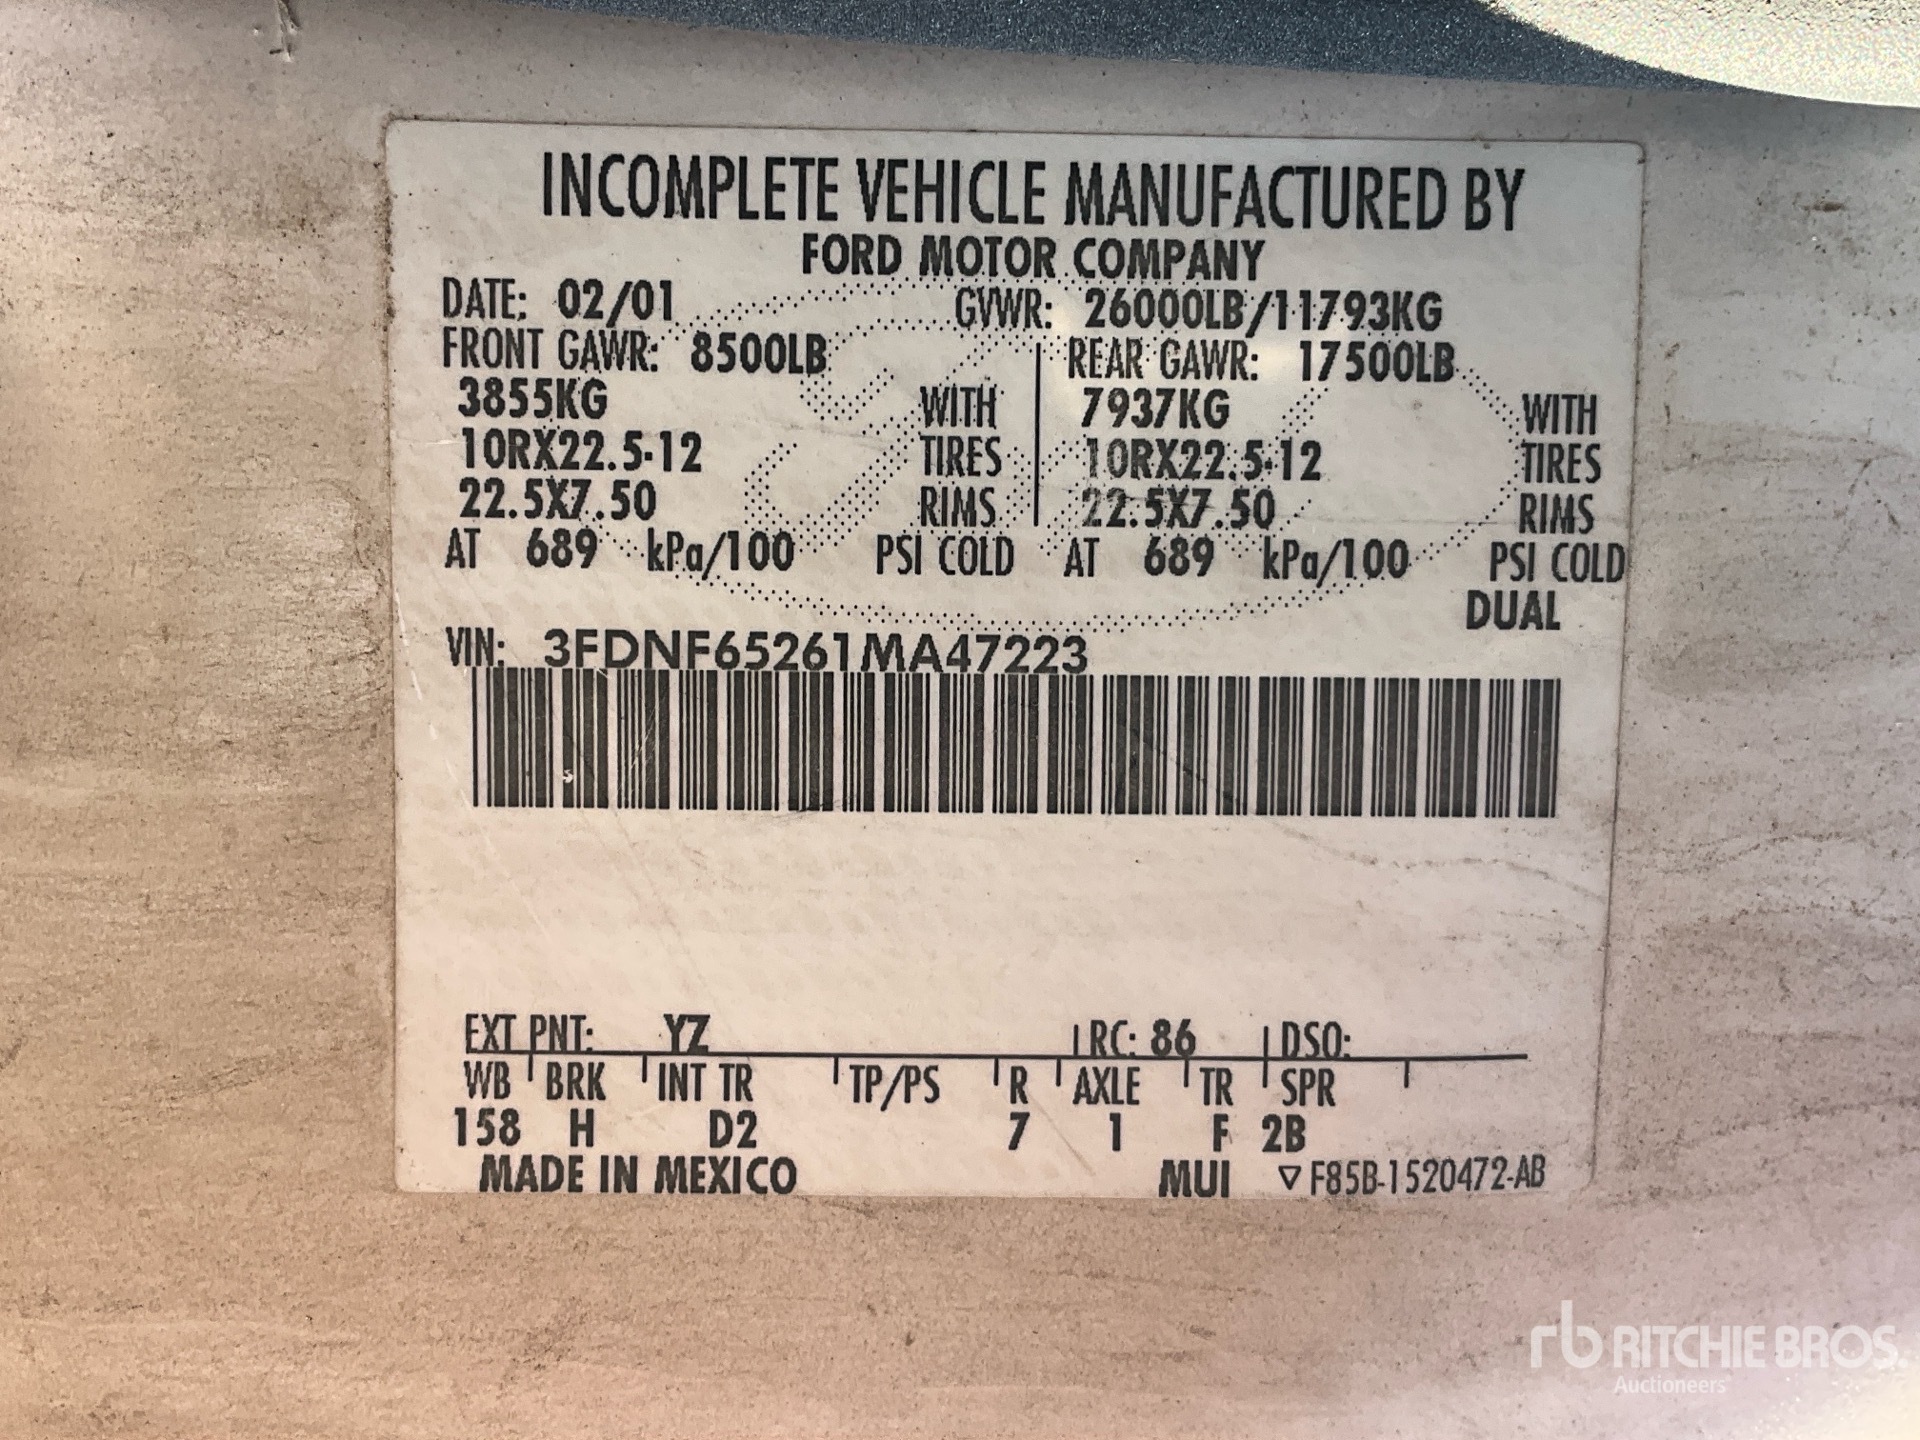 INCOMPLETE VEHICLE MANUFACTURED BY
FORD MOTOR COMPANY
DATE: 02/01 GVWR: 26000LB/11793KG
FRONT GAWR: 8500LB REAR GAWR: 17500LB
3855KG WITH 7937KG WITH
10RX22.5-12 TIRES 10RX22.5-12 TIRES
22.5X7.50 RIMS 22.5X7.50 RIMS
AT 689 kPa/100 PSI COLD AT 689 kPa/100 PSI COLD
DUAL
VIN: 3FDNF65261MA47223
EXT PNT: YZ RC: 86 DSO:
WB BRK INT TR TP/PS R AXLE TR SPR
158 H D2 7 1 F 2B
MADE IN MEXICO MUI ▽ F85B-1520472-AB
rb RITCHIE BROS.
Auctioneers